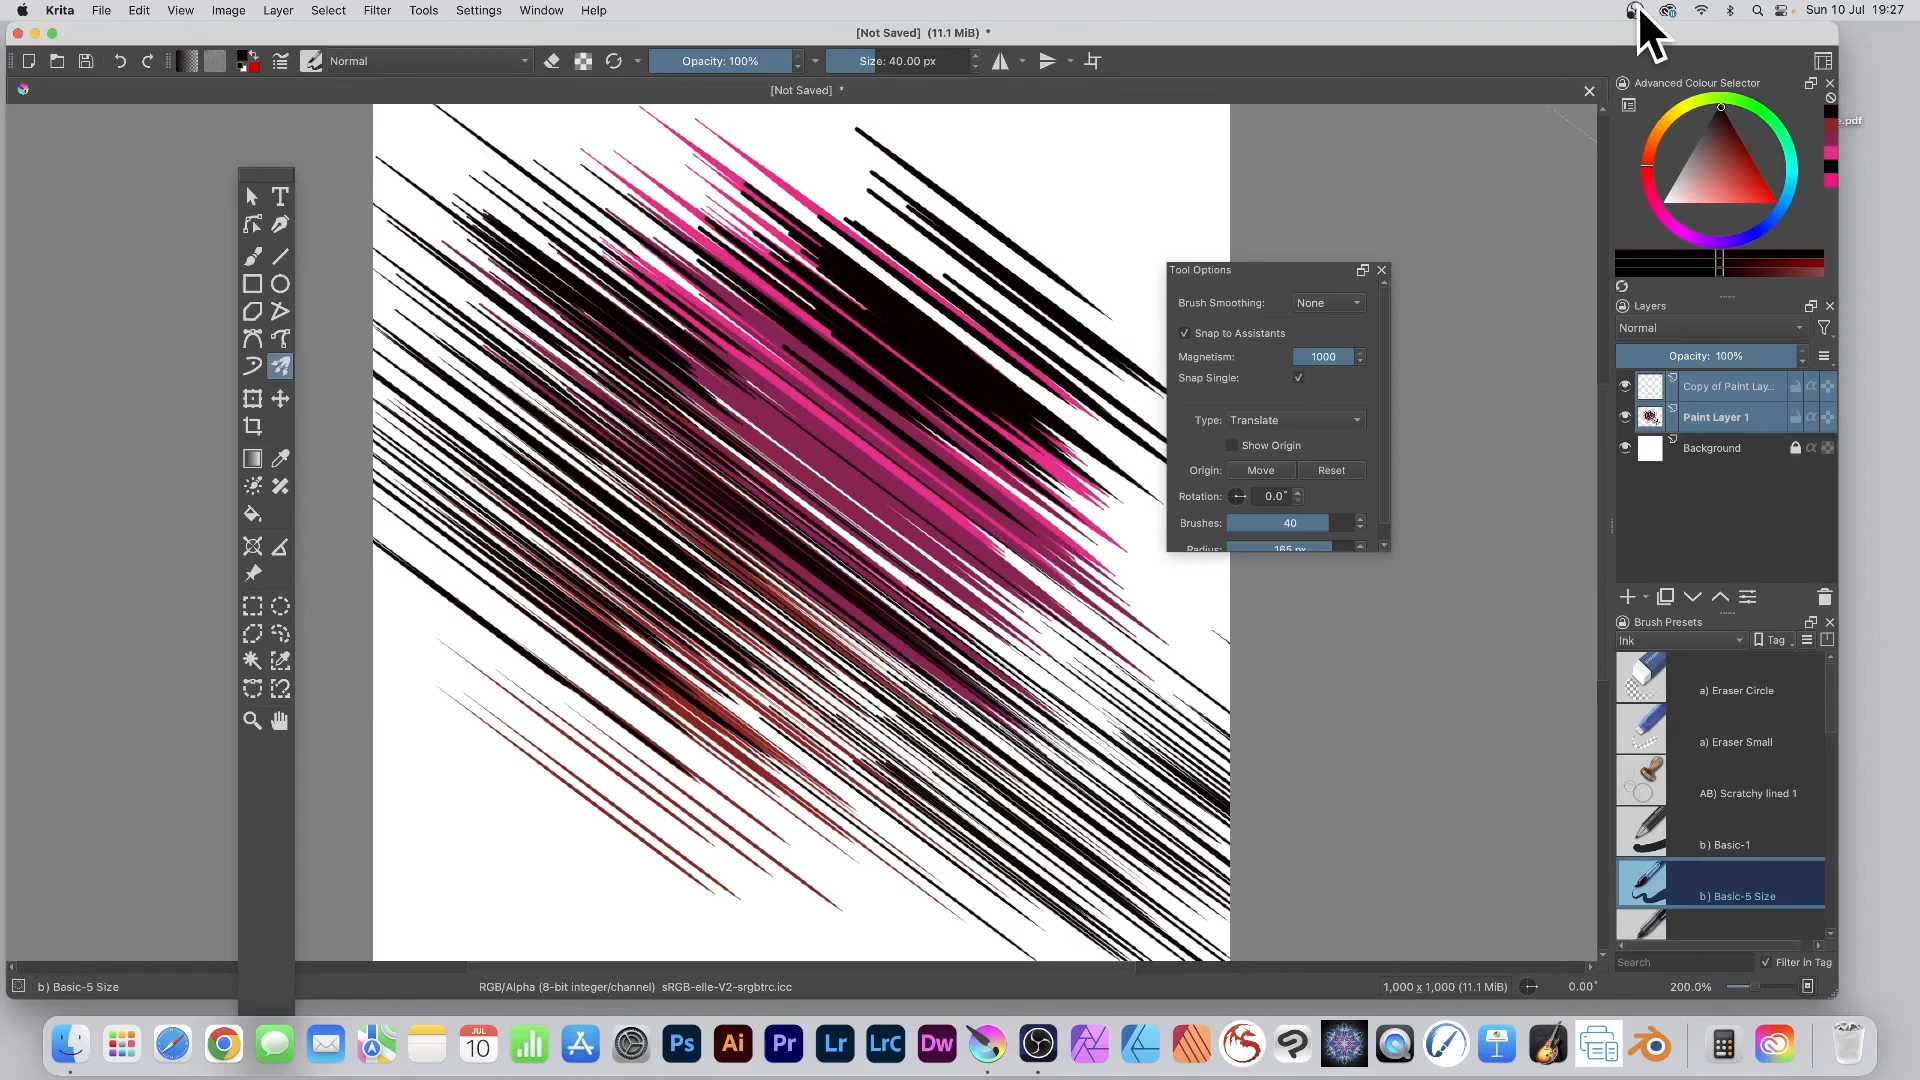 Krita File Edit View Image Layer Select Filter Tools Settings Window Help
Sun 10 Jul 19:27
[Not Saved] (11.1 MiB) *
Normal
Opacity: 100%
Size: 40.00 px
[Not Saved] *
Advanced Colour Selector
e.pdf
Tool Options
Brush Smoothing: None
Snap to Assistants
Magnetism: 1000
Snap Single:
Type: Translate
Show Origin
Origin: Move Reset
Rotation: 0.0°
Brushes: 40
Radius: 165 px
Layers
Normal
Opacity: 100%
Copy of Paint Lay...
Paint Layer 1
Background
Brush Presets
Ink
Tag
a) Eraser Circle
a) Eraser Small
AB) Scratchy lined 1
b) Basic-1
b) Basic-5 Size
Search
Filter in Tag
b) Basic-5 Size
RGB/Alpha (8-bit integer/channel) sRGB-elle-V2-srgbtrc.icc
1,000 x 1,000 (11.1 MiB)
0.00°
200.0%
JUL
10
Ps
Ai
Pr
Lr
LrC
Dw